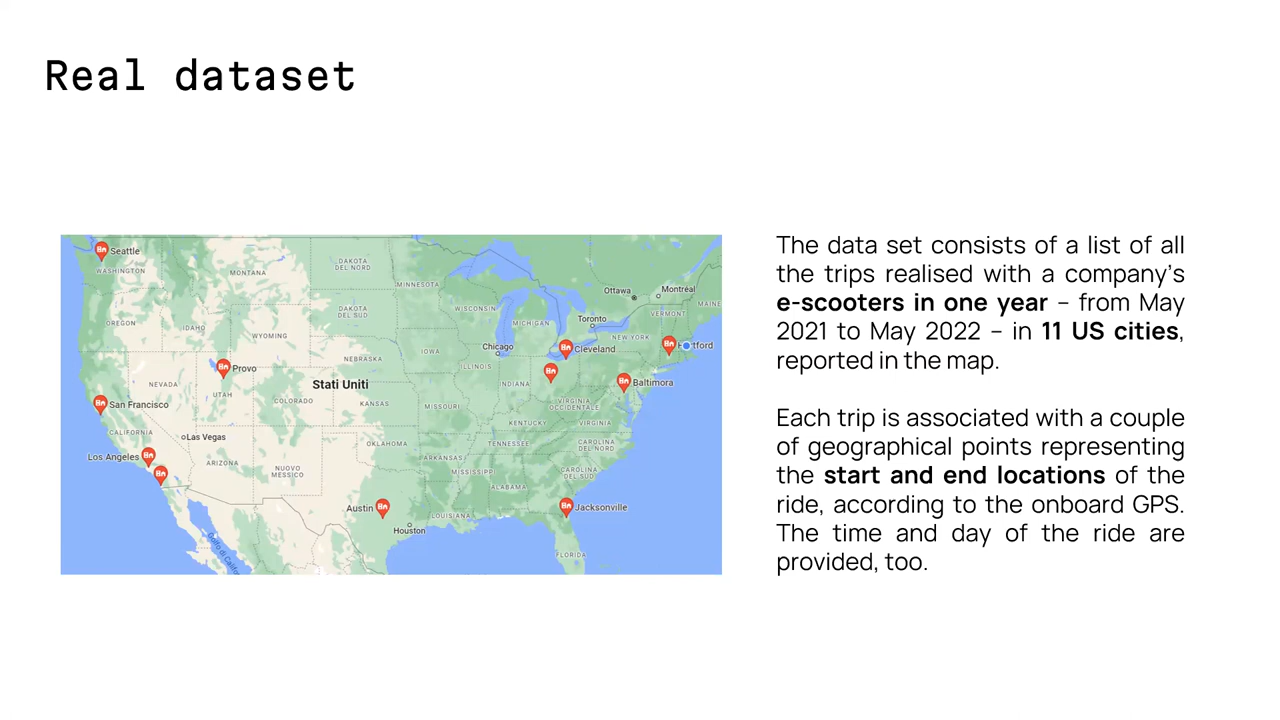 Real dataset
Seattle
WASHINGTON
MONTANA
DAKOTA
DEL NORD
MINNESOTA
Ottawa
Montréal
MAINE
OREGON
IDAHO
DAKOTA
DEL SUD
WISCONSIN
MICHIGAN
Toronto
VERMONT
WYOMING
NEW YORK
Chicago
Cleveland
IOWA
NEBRASKA
ILLINOIS
Provo
NEVADA
UTAH
Stati Uniti
INDIANA
Baltimora
San Francisco
COLORADO
KANSAS
MISSOURI
VIRGINIA
OCCIDENTALE
CALIFORNIA
Las Vegas
KENTUCKY
VIRGINIA
Los Angeles
ARIZONA
NUOVO
MESSICO
OKLAHOMA
TENNESSEE
CAROLINA
DEL NORD
ARKANSAS
MISSISSIPPI
CAROLINA
DEL SUD
ALABAMA
Austin
Houston
LOUISIANA
Jacksonville
FLORIDA
The data set consists of a list of all
the trips realised with a company's
e-scooters in one year – from May
2021 to May 2022 – in 11 US cities,
reported in the map.
Each trip is associated with a couple
of geographical points representing
the start and end locations of the
ride, according to the onboard GPS.
The time and day of the ride are
provided, too.